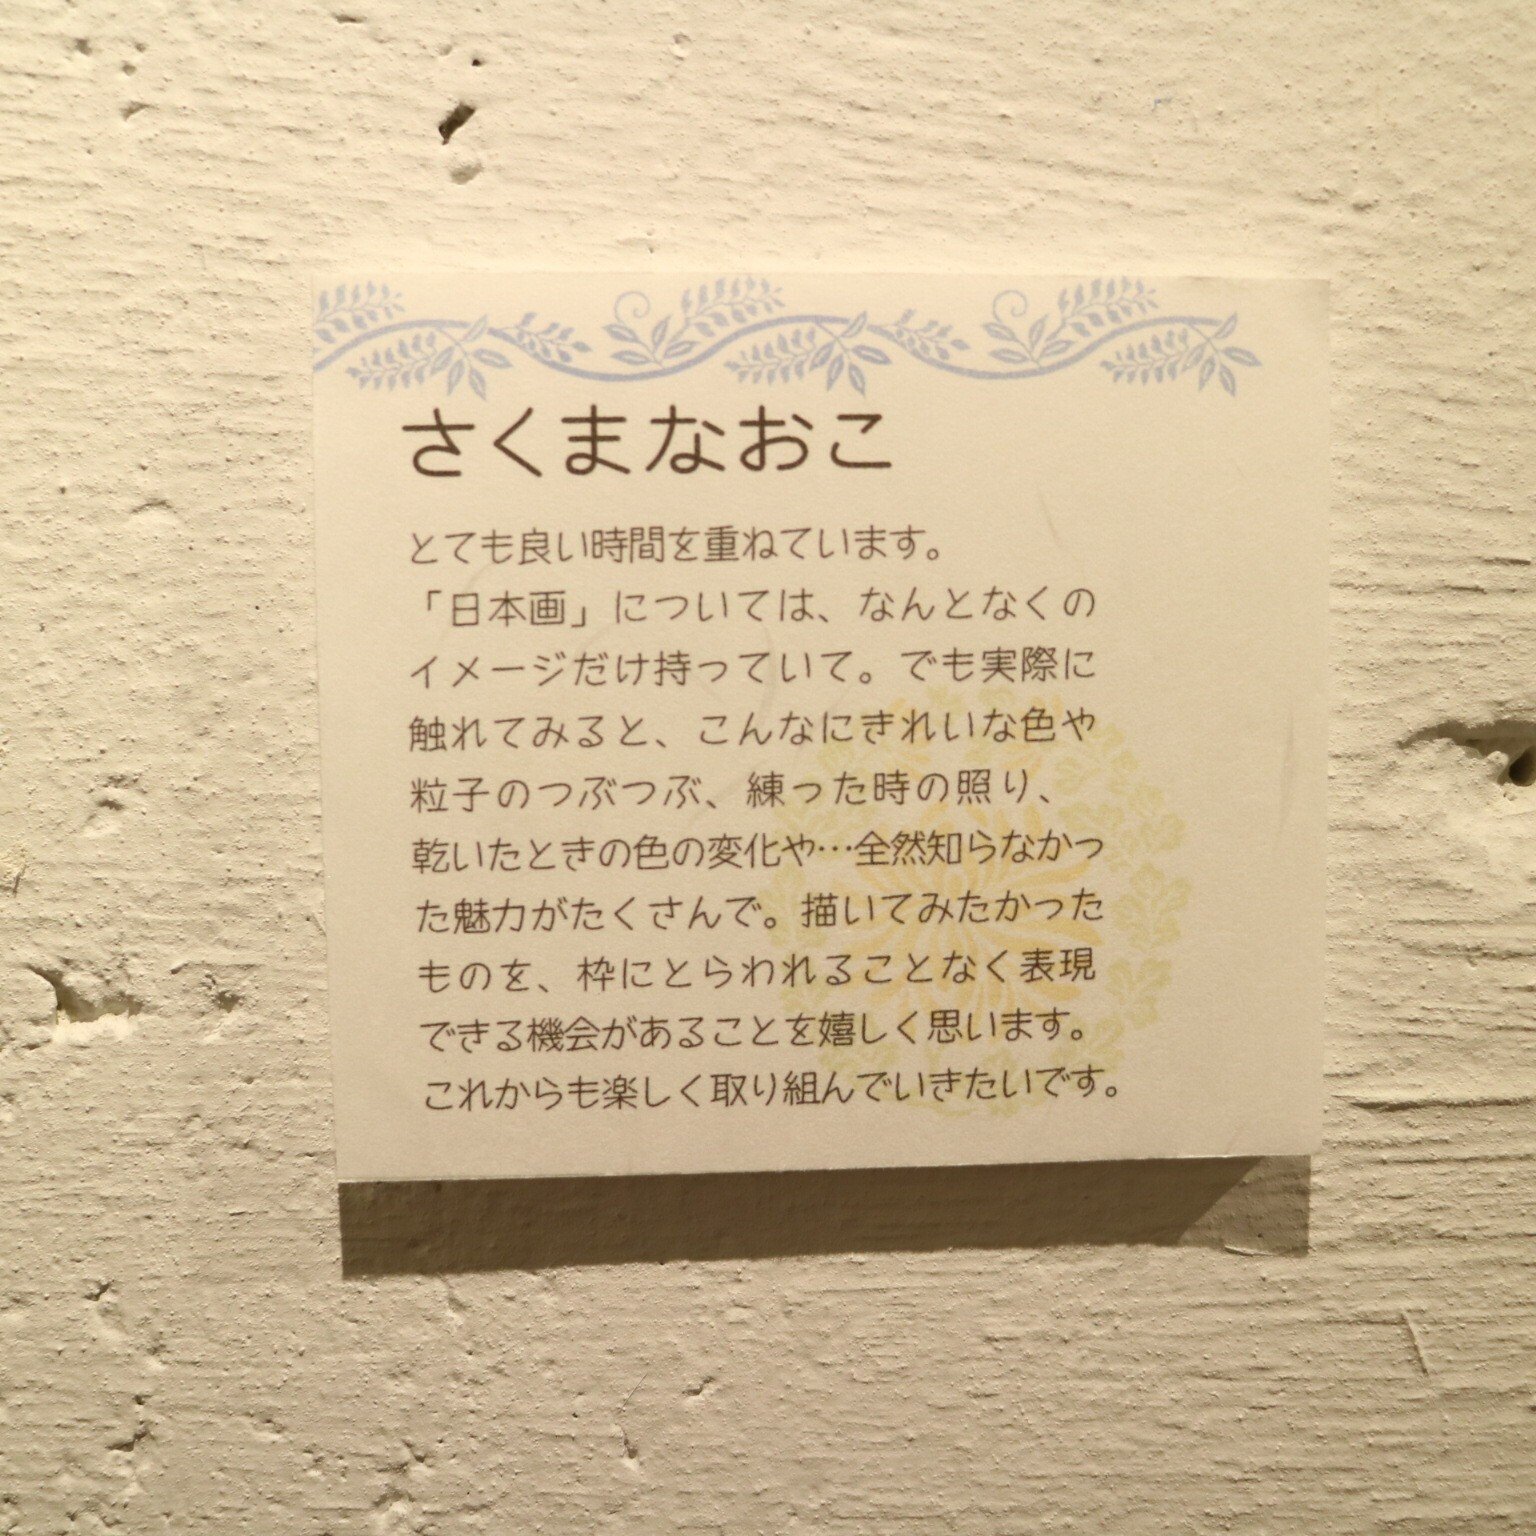 さくまなおこ
とても良い時間を重ねています。
「日本画」については、なんとなくの
イメージだけ持っていて。でも実際に
触れてみると、こんなにきれいな色や
粒子のつぶつぶ、練った時の照り、
乾いたときの色の変化や…全然知らなかっ
た魅力がたくさんで。描いてみたかった
ものを、枠にとらわれることなく表現
できる機会があることを嬉しく思います。
これからも楽しく取り組んでいきたいです。